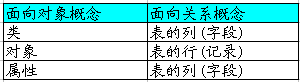 面向对象概念 面向关系概念
类 表的列(字段)
对象 表的行(记录)
属性 表的列(字段)